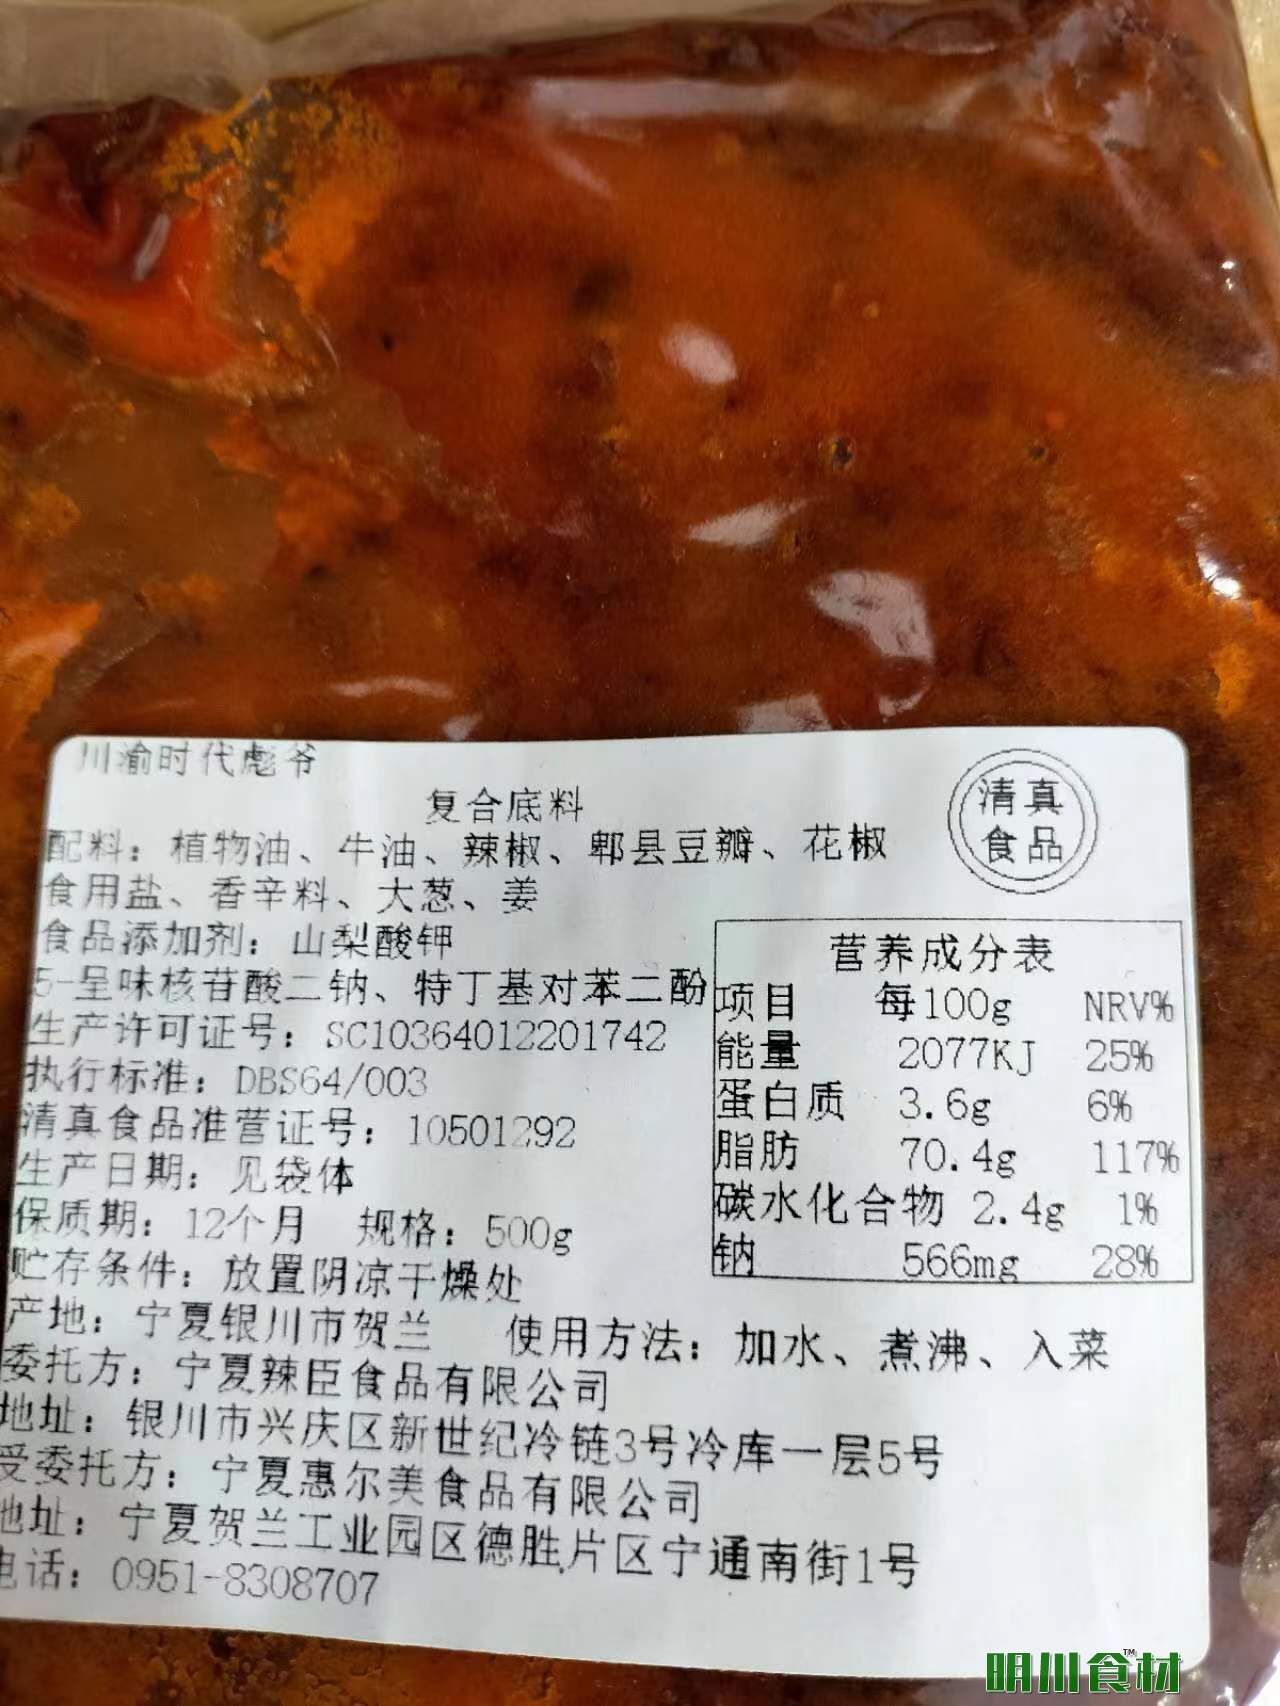 川渝时代彪爷
复合底料
清真
食品
配料：植物油、牛油、辣椒、郫县豆瓣、花椒
食用盐、香辛料、大葱、姜
食品添加剂：山梨酸钾
5-呈味核苷酸二钠、特丁基对苯二酚
生产许可证号：SC10364012201742
执行标准：DBS64/003
清真食品准营证号：10501292
生产日期：见袋体
保质期：12个月 规格：500g
贮存条件：放置阴凉干燥处
产地：宁夏银川市贺兰 使用方法：加水、煮沸、入菜
委托方：宁夏辣臣食品有限公司
地址：银川市兴庆区新世纪冷链3号冷库一层5号
受委托方：宁夏惠尔美食品有限公司
地址：宁夏贺兰工业园区德胜片区宁通南街1号
电话：0951-8308707
营养成分表
项目 每100g NRV%
能量 2077KJ 25%
蛋白质 3.6g 6%
脂肪 70.4g 117%
碳水化合物 2.4g 1%
钠 566mg 28%
明川食材™